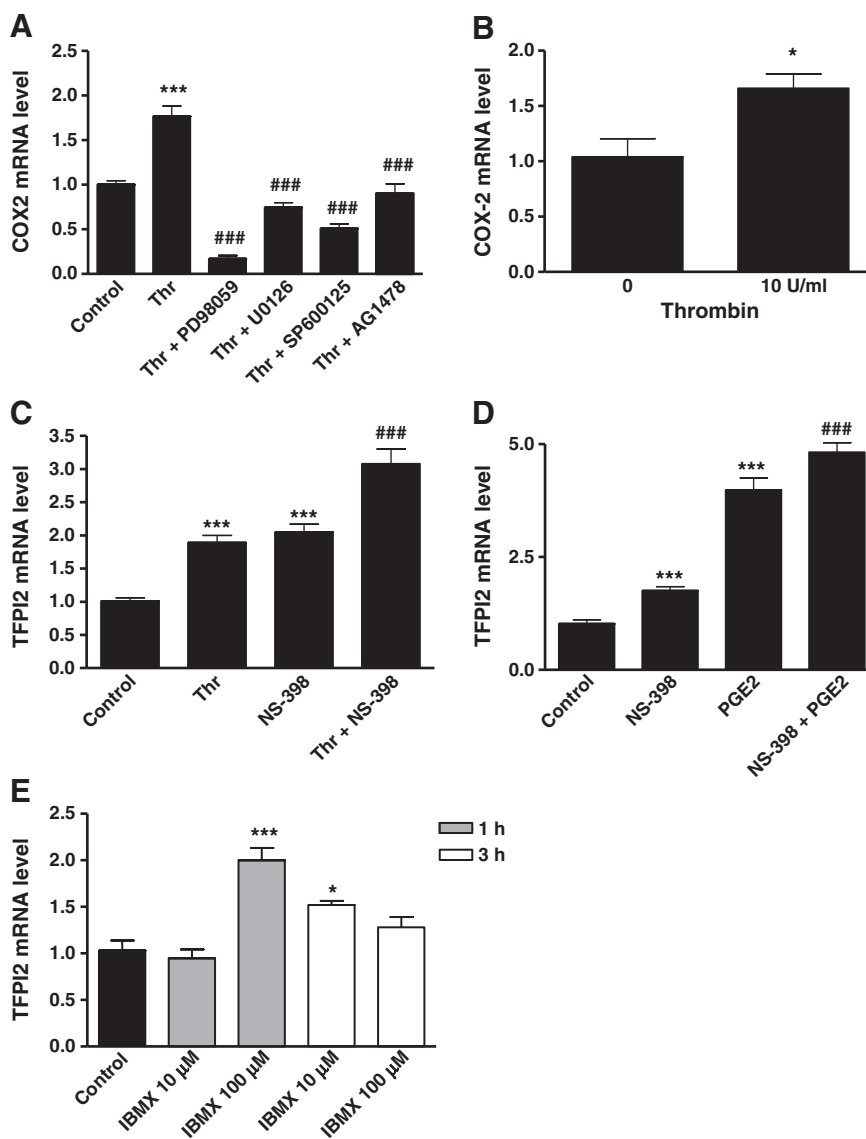 A
COX2 mRNA level
2.5
2.0
1.5
1.0
0.5
0.0
***
###
###
###
###
Control
Thr
Thr + PD98059
Thr + U0126
Thr + SP600125
Thr + AG1478
B
COX-2 mRNA level
2.0
1.5
1.0
0.5
0.0
*
0
10 U/ml
Thrombin
C
TFPI2 mRNA level
3.5
3.0
2.5
2.0
1.5
1.0
0.5
0.0
***
***
###
Control
Thr
NS-398
Thr + NS-398
D
TFPI2 mRNA level
5.0
2.5
0.0
***
***
###
Control
NS-398
PGE2
NS-398 + PGE2
E
TFPI2 mRNA level
2.5
2.0
1.5
1.0
0.5
0.0
***
*
Control
IBMX 10 μM
IBMX 100 μM
IBMX 10 μM
IBMX 100 μM
1 h
3 h